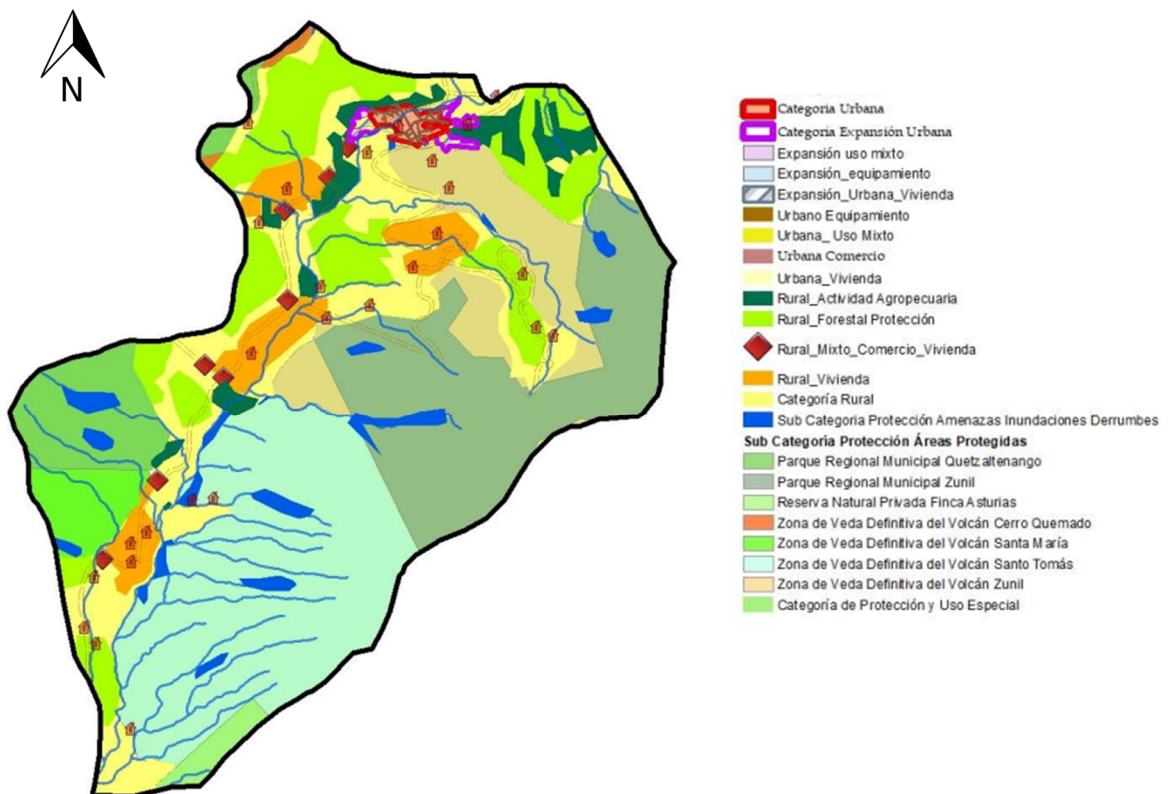 N
Categoria Urbana
Categoria Expansión Urbana
Expansión uso mixto
Expansión_equipamiento
Expansión_Urbana_Vivienda
Urbano Equipamiento
Urbana_ Uso Mixto
Urbana Comercio
Urbana_Vivienda
Rural_Actividad Agropecuaria
Rural_Forestal Protección
Rural_Mixto_Comercio_Vivienda
Rural_Vivienda
Categoría Rural
Sub Categoria Protección Amenazas Inundaciones Derrumbes
Sub Categoría Protección Áreas Protegidas
Parque Regional Municipal Quetzaltenango
Parque Regional Municipal Zunil
Reserva Natural Privada Finca Asturias
Zona de Veda Definitiva del Volcán Cerro Quemado
Zona de Veda Definitiva del Volcán Santa María
Zona de Veda Definitiva del Volcán Santo Tomás
Zona de Veda Definitiva del Volcán Zunil
Categoría de Protección y Uso Especial